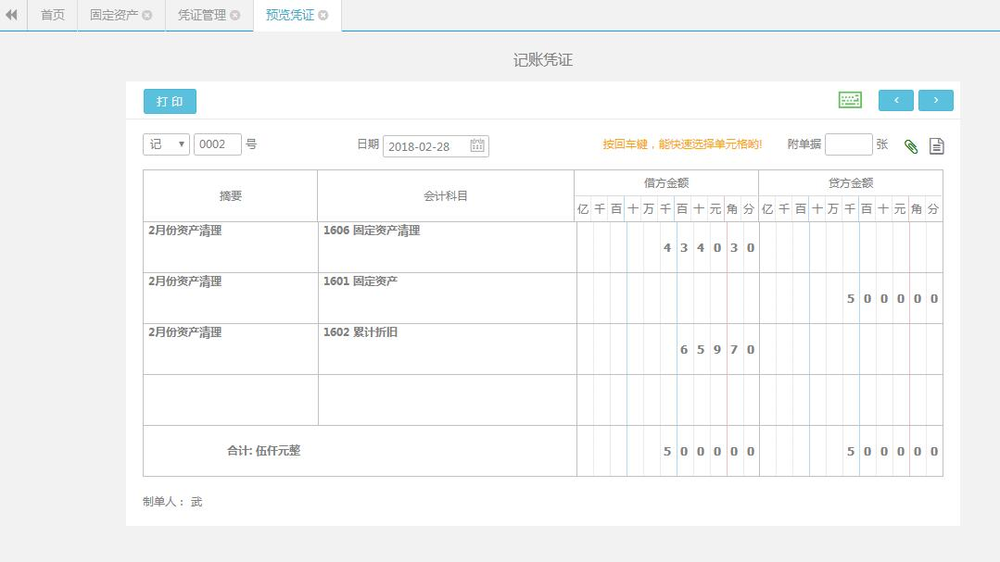 首页 固定资产 凭证管理 预览凭证
记账凭证
打 印
记 0002 号 日期 2018-02-28 按回车键，能快速选择单元格哟! 附单据 张
摘要 会计科目 借方金额 贷方金额
亿 千 百 十 万 千 百 十 元 角 分 亿 千 百 十 万 千 百 十 元 角 分
2月份资产清理 1606 固定资产清理
4 3 4 0 3 0
2月份资产清理 1601 固定资产
5 0 0 0 0 0
2月份资产清理 1602 累计折旧
6 5 9 7 0
合计: 伍仟元整 5 0 0 0 0 0 5 0 0 0 0 0
制单人： 武